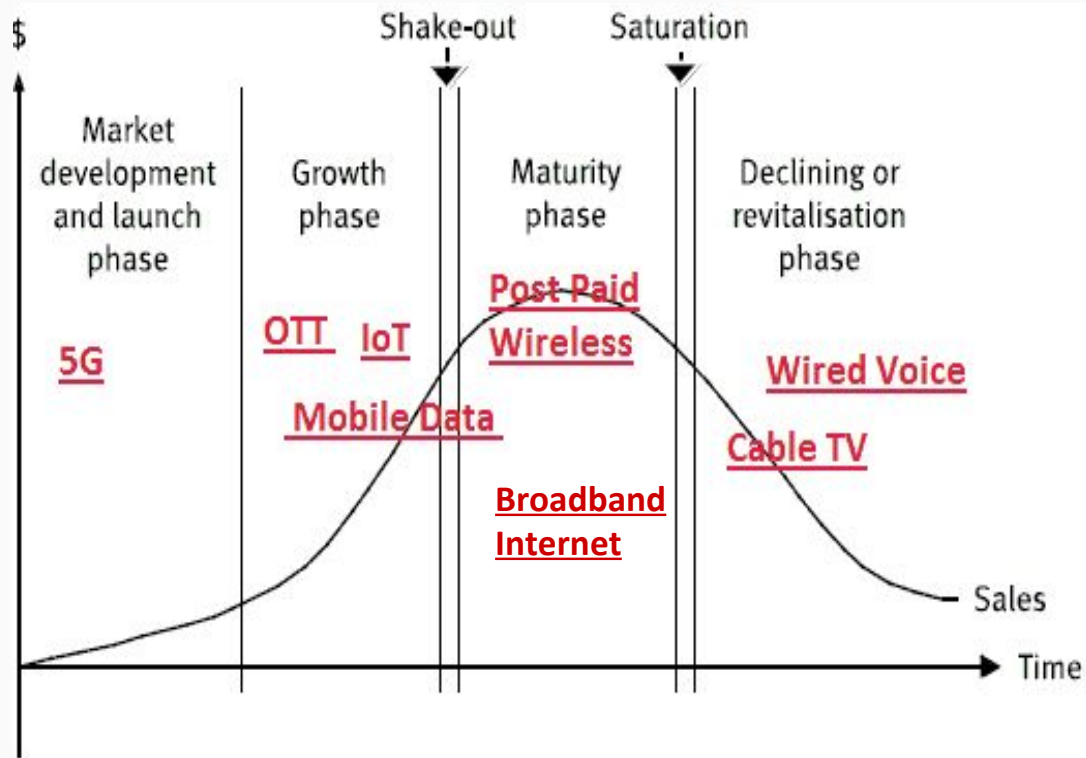 $
Shake-out
Saturation
Market
development
and launch
phase
Growth
phase
Maturity
phase
Declining or
revitalisation
phase
5G
OTT IoT
Mobile Data
Post Paid
Wireless
Broadband
Internet
Wired Voice
Cable TV
Sales
Time